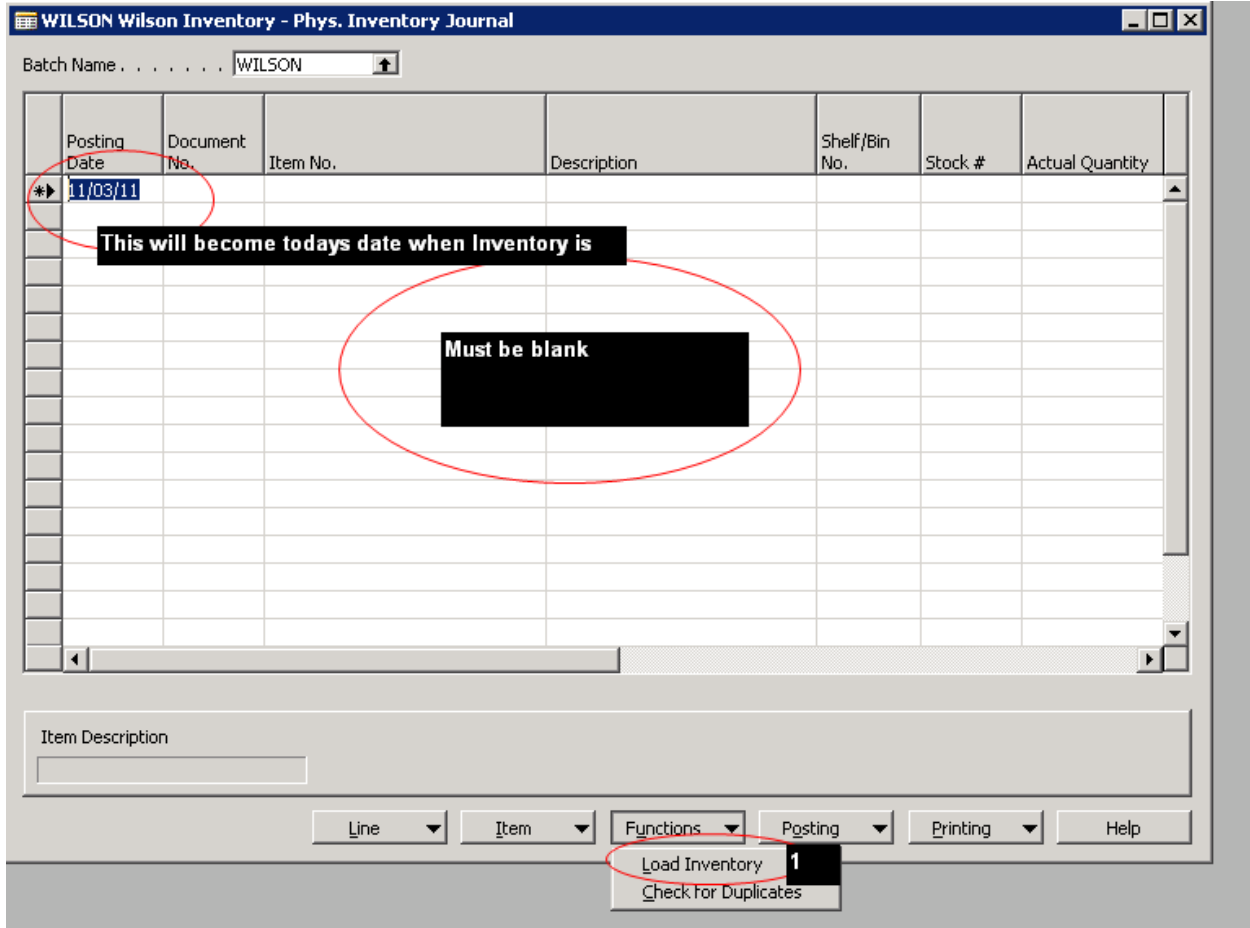 WILSON Wilson Inventory - Phys. Inventory Journal
Batch Name . . . . . . . WILSON
Posting Date Document No. Item No. Description Shelf/Bin No. Stock # Actual Quantity
11/03/11
This will become todays date when Inventory is
Must be blank
Item Description
Line Item Functions Posting Printing Help
Load Inventory 1
Check for Duplicates